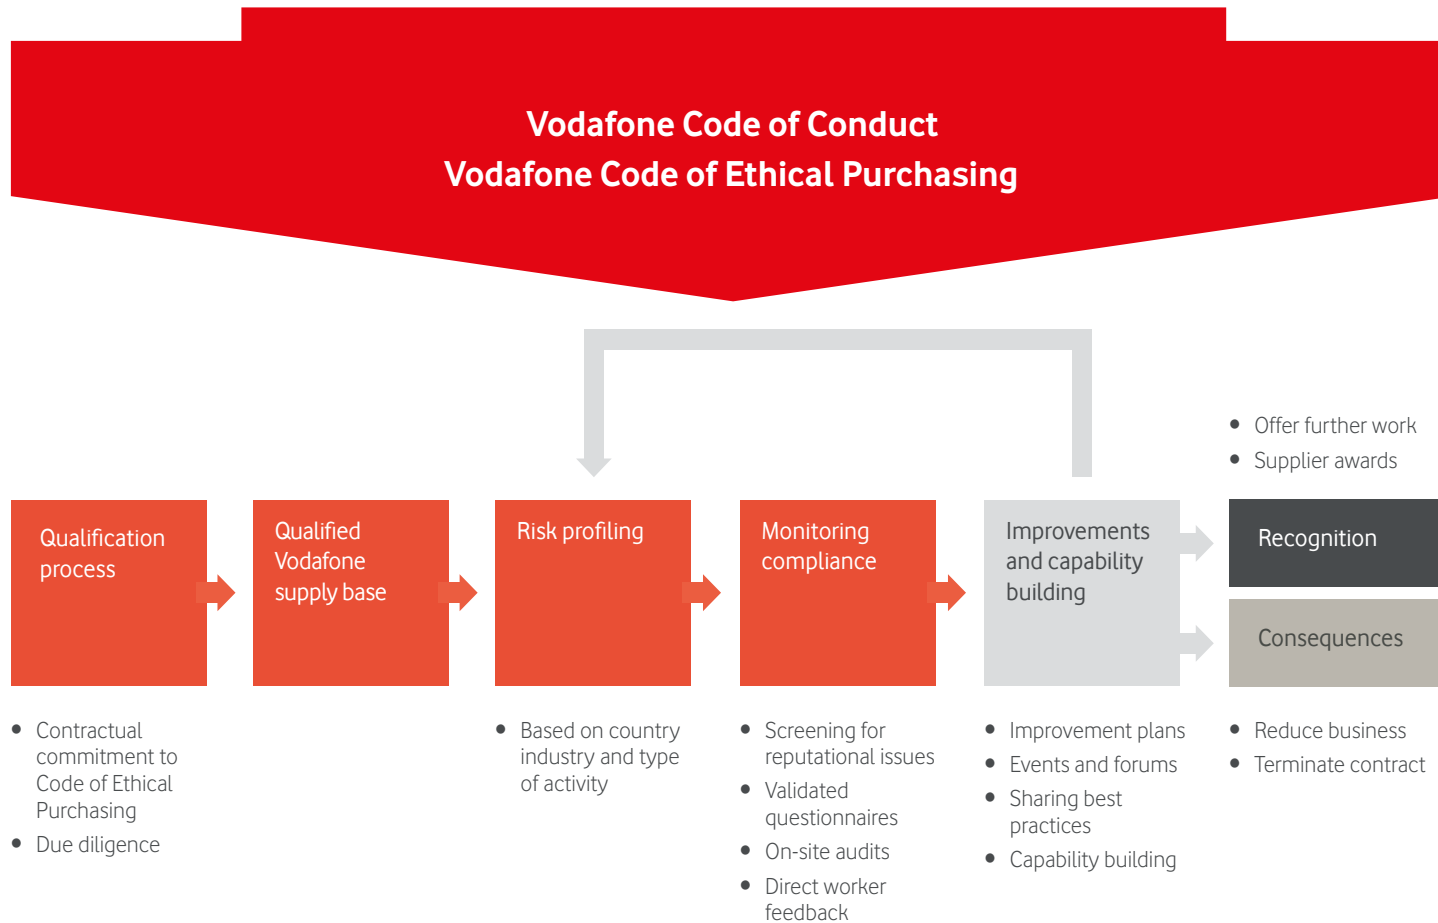 Vodafone Code of Conduct
Vodafone Code of Ethical Purchasing
• Offer further work
• Supplier awards
Qualification
process
Qualified
Vodafone
supply base
Risk profiling
Monitoring
compliance
Improvements
and capability
building
Recognition
Consequences
• Contractual
commitment to
Code of Ethical
Purchasing
• Due diligence
• Based on country
industry and type
of activity
• Screening for
reputational issues
• Validated
questionnaires
• On-site audits
• Direct worker
feedback
• Improvement plans
• Events and forums
• Sharing best
practices
• Capability building
• Reduce business
• Terminate contract